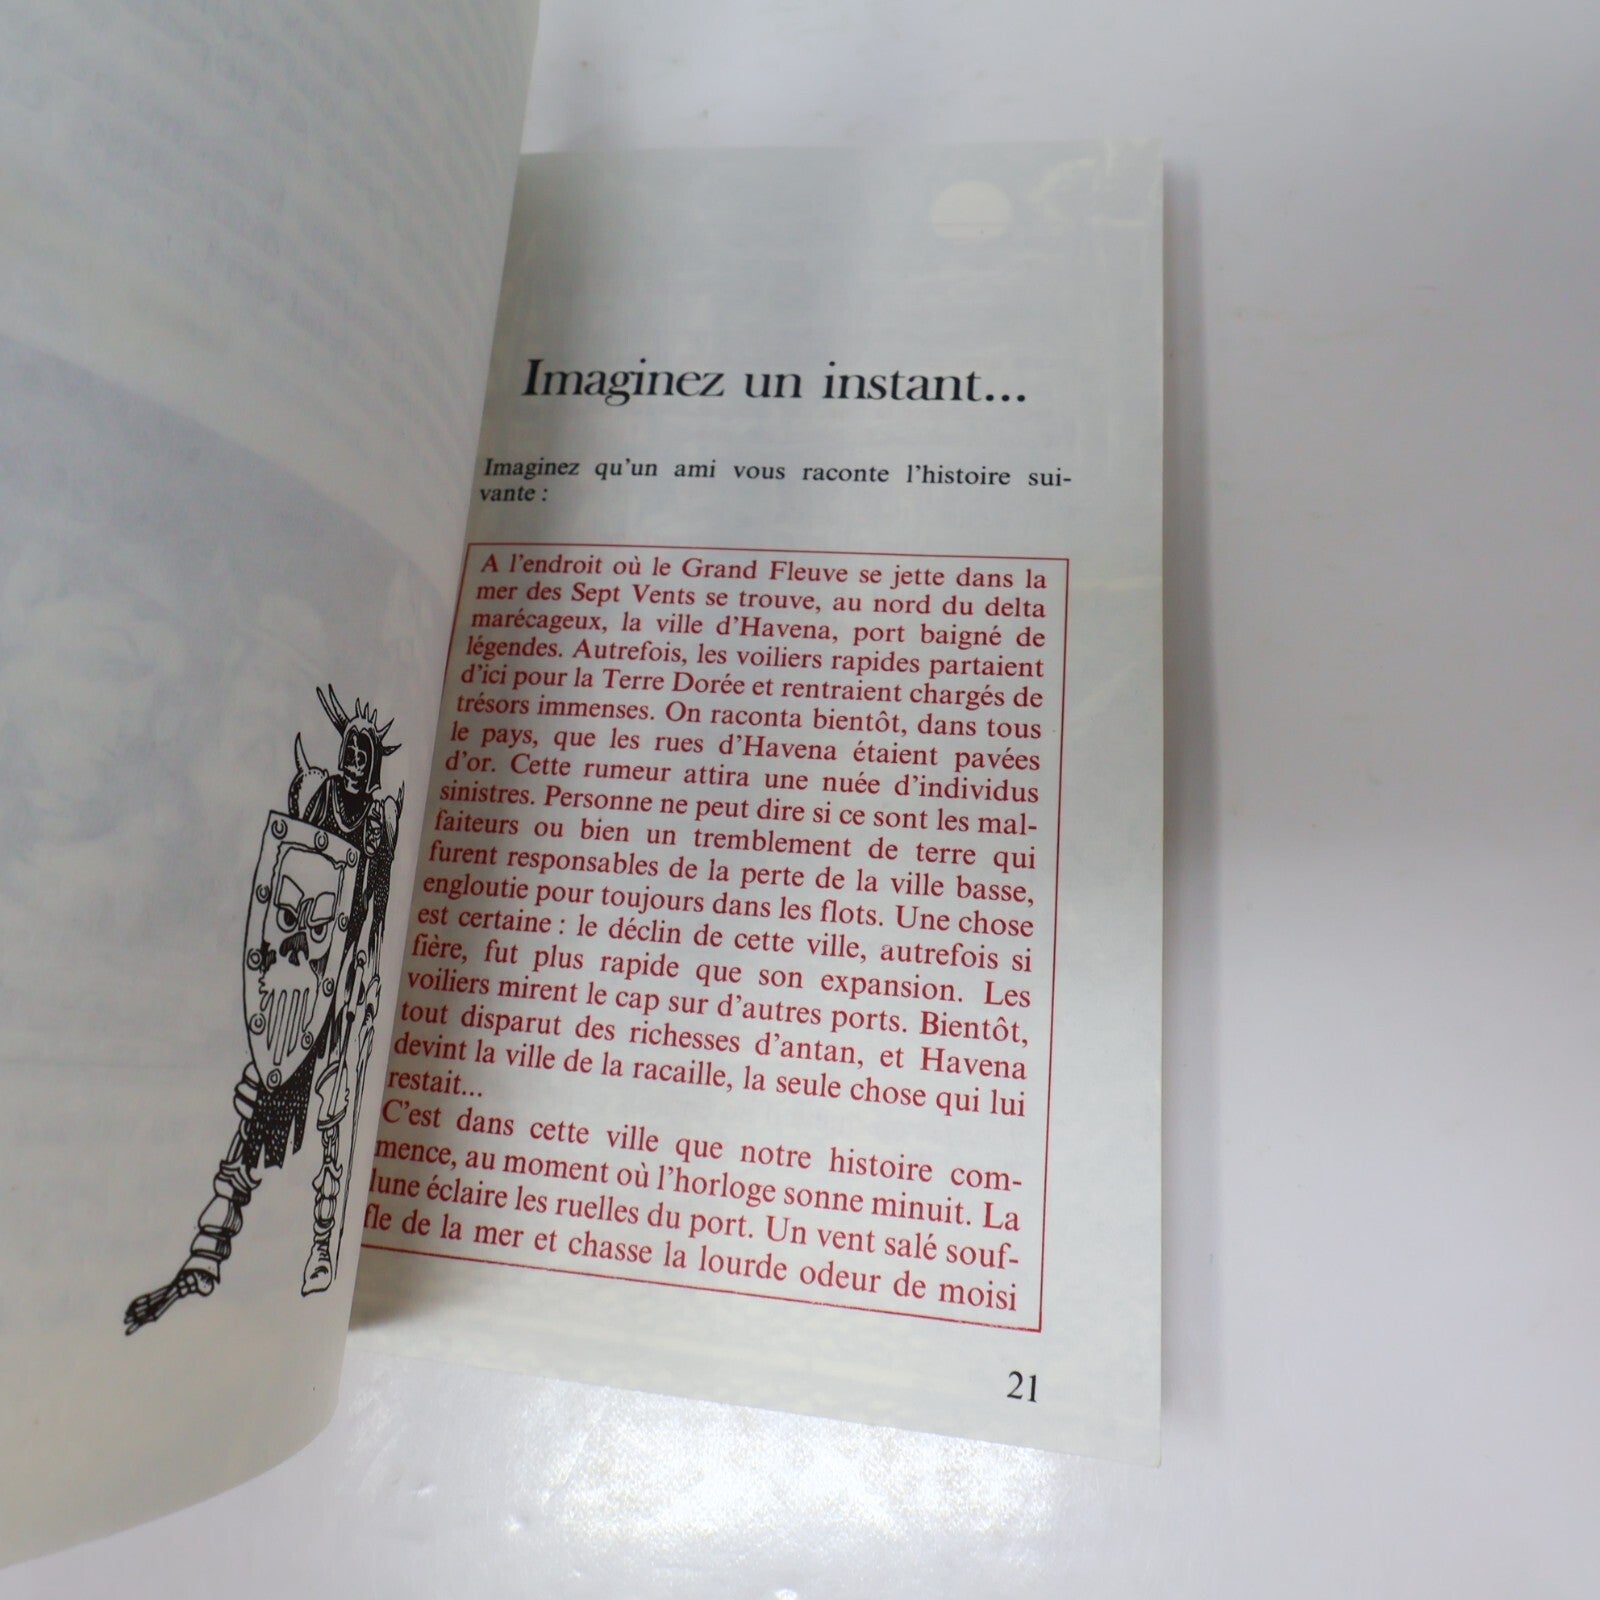 Imaginez un instant...
Imaginez qu'un ami vous raconte l'histoire sui-
vante :
A l'endroit où le Grand Fleuve se jette dans la
mer des Sept Vents se trouve, au nord du delta
marécageux, la ville d'Havena, port baigné de
légendes. Autrefois, les voiliers rapides partaient
d'ici pour la Terre Dorée et rentraient chargés de
trésors immenses. On raconta bientôt, dans tous
le pays, que les rues d'Havena étaient pavées
d'or. Cette rumeur attira une nuée d'individus
sinistres. Personne ne peut dire si ce sont les mal-
faiteurs ou bien un tremblement de terre qui
furent responsables de la perte de la ville basse,
engloutie pour toujours dans les flots. Une chose
est certaine : le déclin de cette ville, autrefois si
fière, fut plus rapide que son expansion. Les
voiliers mirent le cap sur d'autres ports. Bientôt,
tout disparut des richesses d'antan, et Havena
devint la ville de la racaille, la seule chose qui lui
restait...
C'est dans cette ville que notre histoire com-
mence, au moment où l'horloge sonne minuit. La
lune éclaire les ruelles du port. Un vent salé souf-
fle de la mer et chasse la lourde odeur de moisi
21